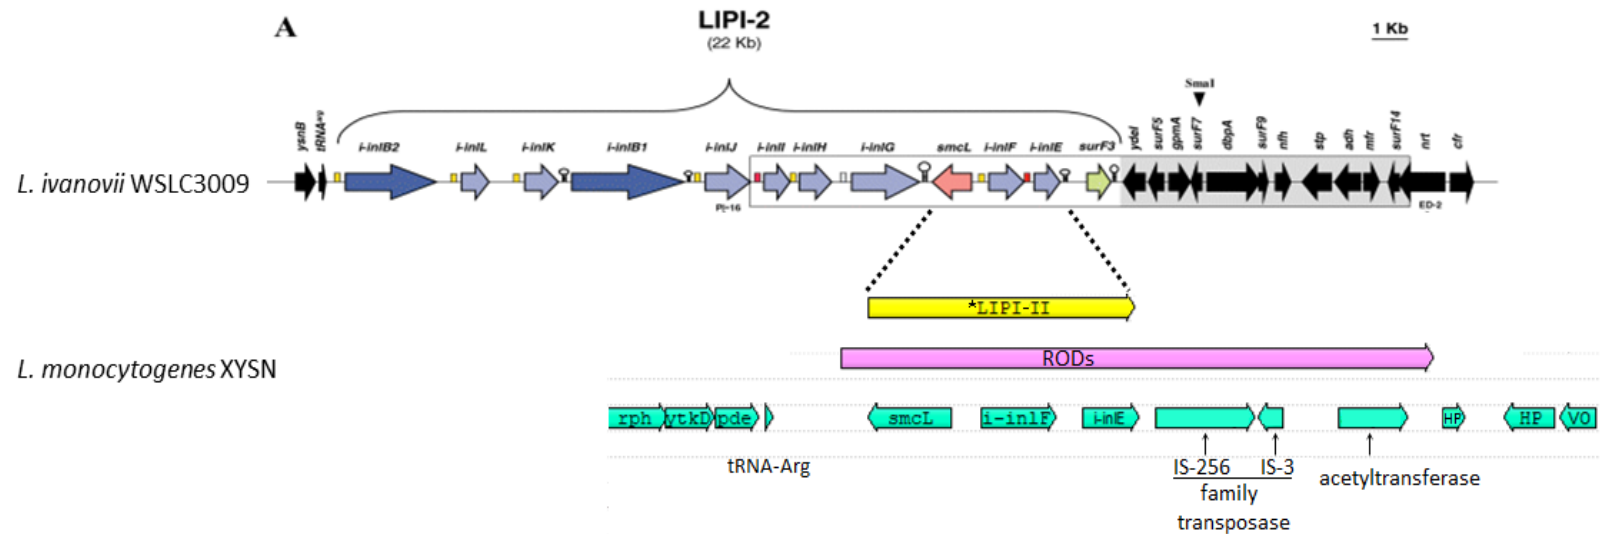 A
LIPI-2
(22 Kb)
1 Kb
SmaI
ysnB tRNAarg i-inlB2 i-inlL i-inlK i-inlB1 i-inlJ i-inlI i-inlH i-inlG smcL i-inlF i-inlE surF3 ydeI surF5 gpmA surF7 dbpA surF9 nfh stp adh mfr surF14 nrt cfr
L. ivanovii WSLC3009
PI-16
ED-2
*LIPI-II
L. monocytogenes XYSN
RODs
rph ytkD pde smcL i-inlF i-inlE HP HP VO
tRNA-Arg
IS-256 IS-3
acetyltransferase
family
transposase